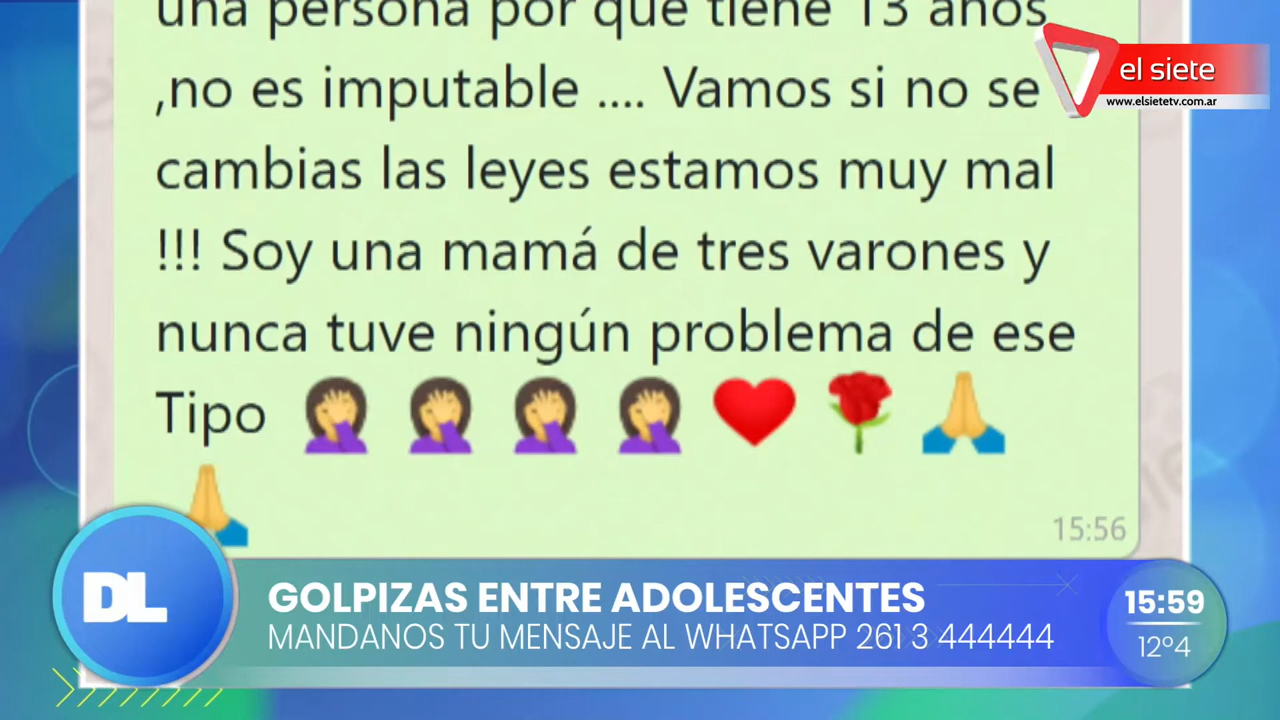 una persona por que tiene 13 años
,no es imputable .... Vamos si no se
cambias las leyes estamos muy mal
!!! Soy una mamá de tres varones y
nunca tuve ningún problema de ese
Tipo 🤦‍♀️ 🤦‍♀️ 🤦‍♀️ 🤦‍♀️ ❤️ 🌹 🙏
🙏
15:56
el siete
www.elsietetv.com.ar
DL
GOLPIZAS ENTRE ADOLESCENTES
MANDANOS TU MENSAJE AL WHATSAPP 261 3 444444
15:59
12º4